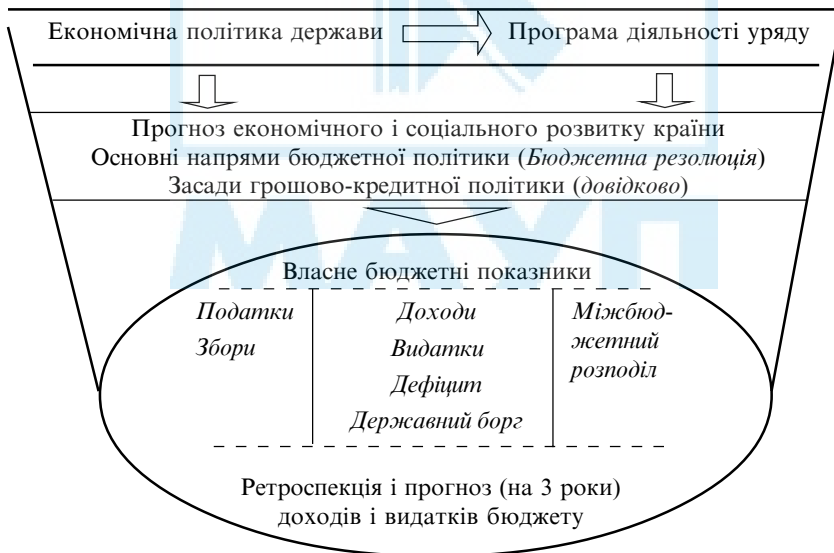 Економічна політика держави Програма діяльності уряду
Прогноз економічного і соціального розвитку країни
Основні напрями бюджетної політики (Бюджетна резолюція)
Засади грошово-кредитної політики (довідково)
МАУП
Власне бюджетні показники
Податки Доходи Міжбюд-
Збори Видатки жетний
Дефіцит розподіл
Державний борг
Ретроспекція і прогноз (на 3 роки)
доходів і видатків бюджету